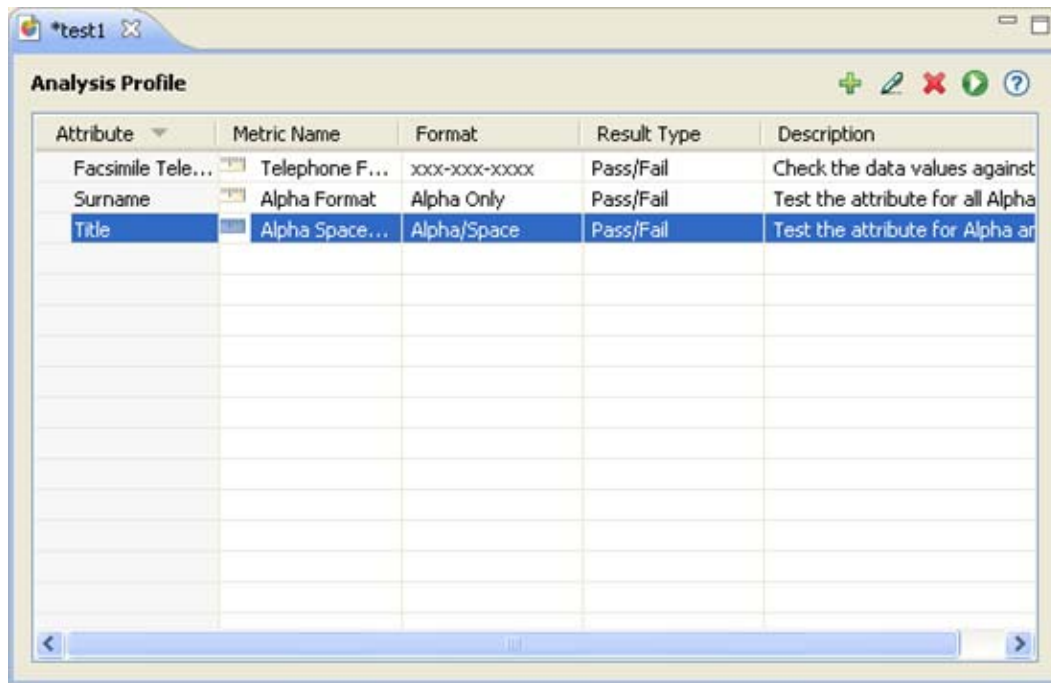 *test1
Analysis Profile
Attribute Metric Name Format Result Type Description
Facsimile Tele... Telephone F... xxx-xxx-xxxx Pass/Fail Check the data values against
Surname Alpha Format Alpha Only Pass/Fail Test the attribute for all Alpha
Title Alpha Space... Alpha/Space Pass/Fail Test the attribute for Alpha ar